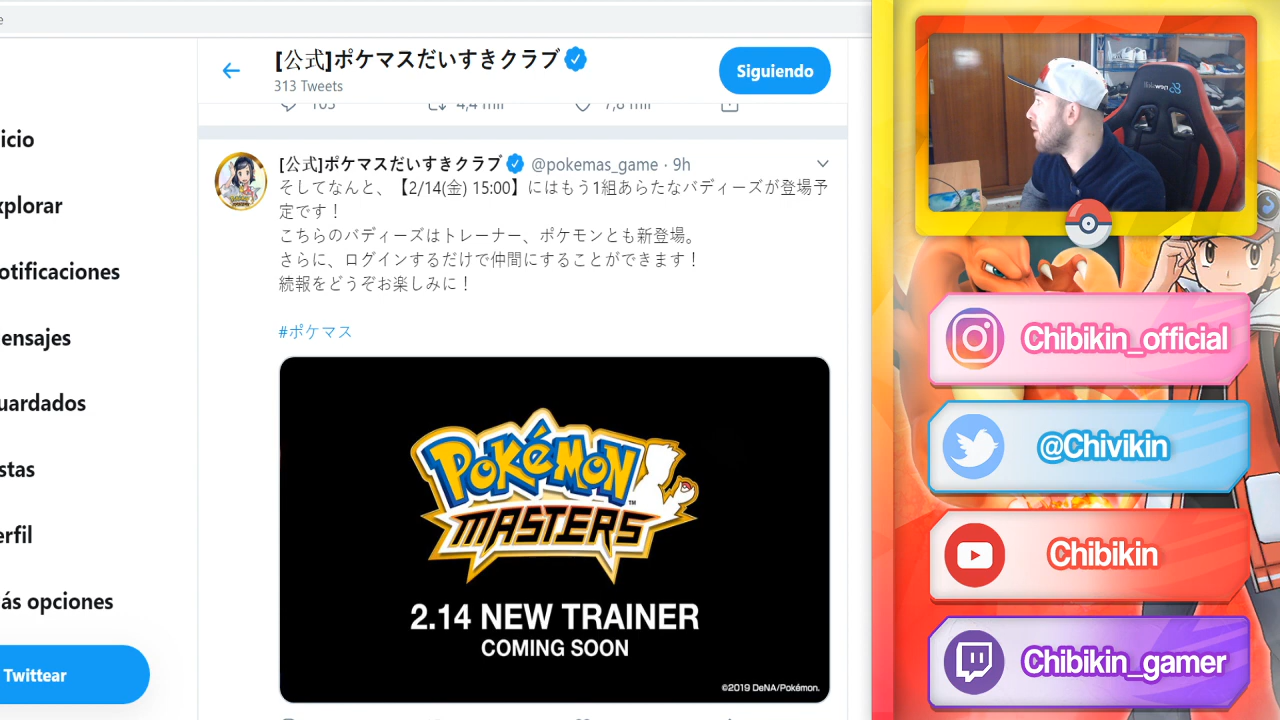 [公式]ポケマスだいすきクラブ
313 Tweets
Siguiendo
4,4 mil
7,8 mil
icio
xplorar
otificaciones
ensajes
uardados
stas
erfil
ás opciones
Twittear
[公式]ポケマスだいすきクラブ @pokemas_game · 9h
そしてなんと、【2/14(金) 15:00】にはもう1組あらたなバディーズが登場予
定です！
こちらのバディーズはトレーナー、ポケモンとも新登場。
さらに、ログインするだけで仲間にすることができます！
続報をどうぞお楽しみに！
#ポケマス
POKéMON
TM
MASTERS
2.14 NEW TRAINER
COMING SOON
©2019 DeNA/Pokémon.
Chibikin_official
@Chivikin
Chibikin
Chibikin_gamer